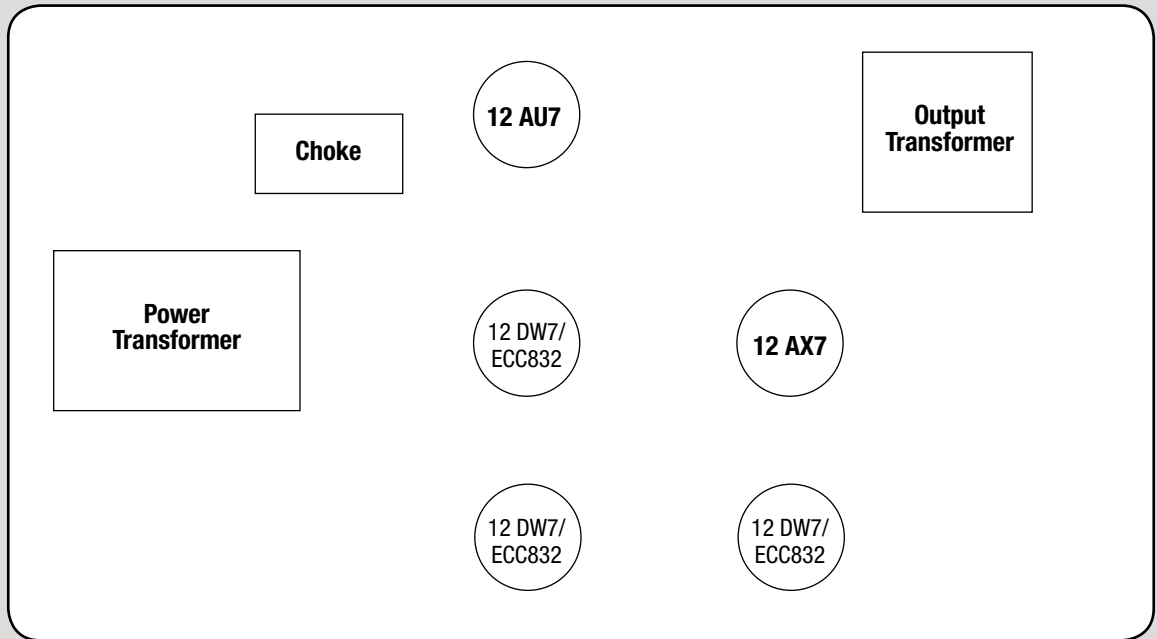 12 AU7
Output
Transformer
Choke
Power
Transformer
12 DW7/
ECC832
12 AX7
12 DW7/
ECC832
12 DW7/
ECC832